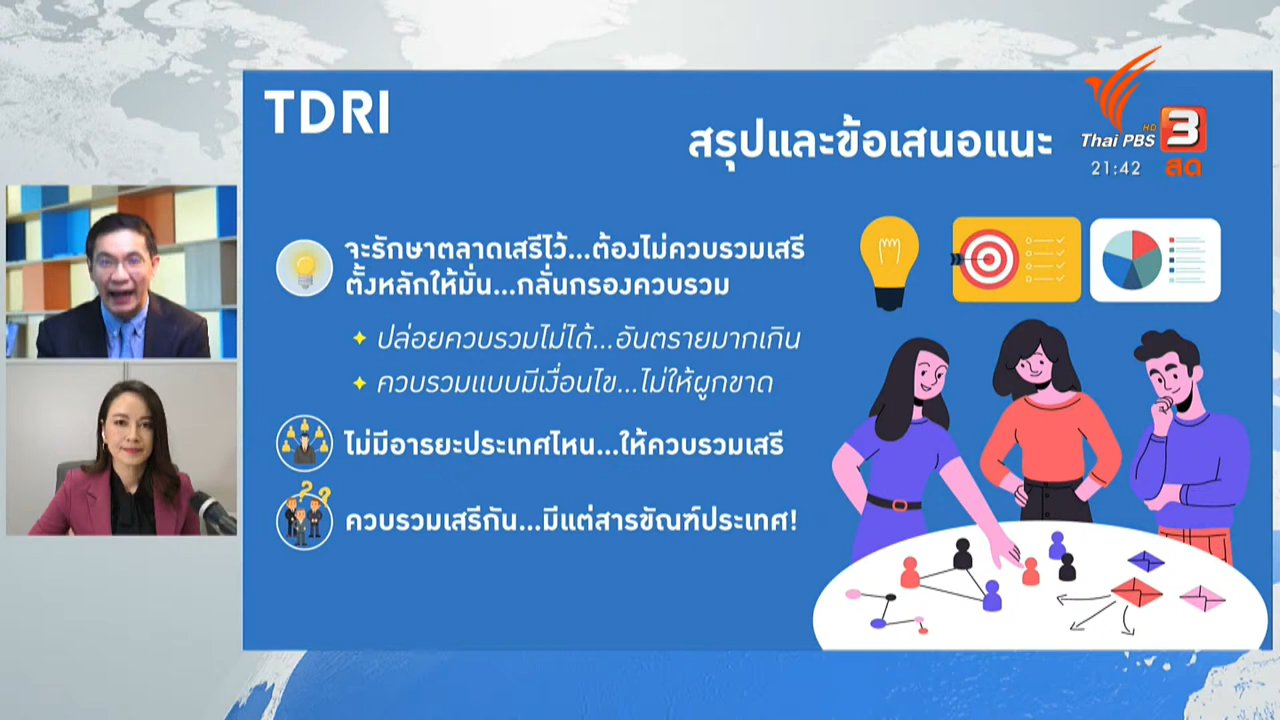 TDRI
สรุปและข้อเสนอแนะ
Thai PBS HD 3
21:42 สด
จะรักษาตลาดเสรีไว้...ต้องไม่ควบรวมเสรี
ตั้งหลักให้มั่น...กลั่นกรองควบรวม
ปล่อยควบรวมไม่ได้...อันตรายมากเกิน
ควบรวมแบบมีเงื่อนไข...ไม่ให้ผูกขาด
ไม่มีอารยะประเทศไหน...ให้ควบรวมเสรี
ควบรวมเสรีกัน...มีแต่สารขัณฑ์ประเทศ!